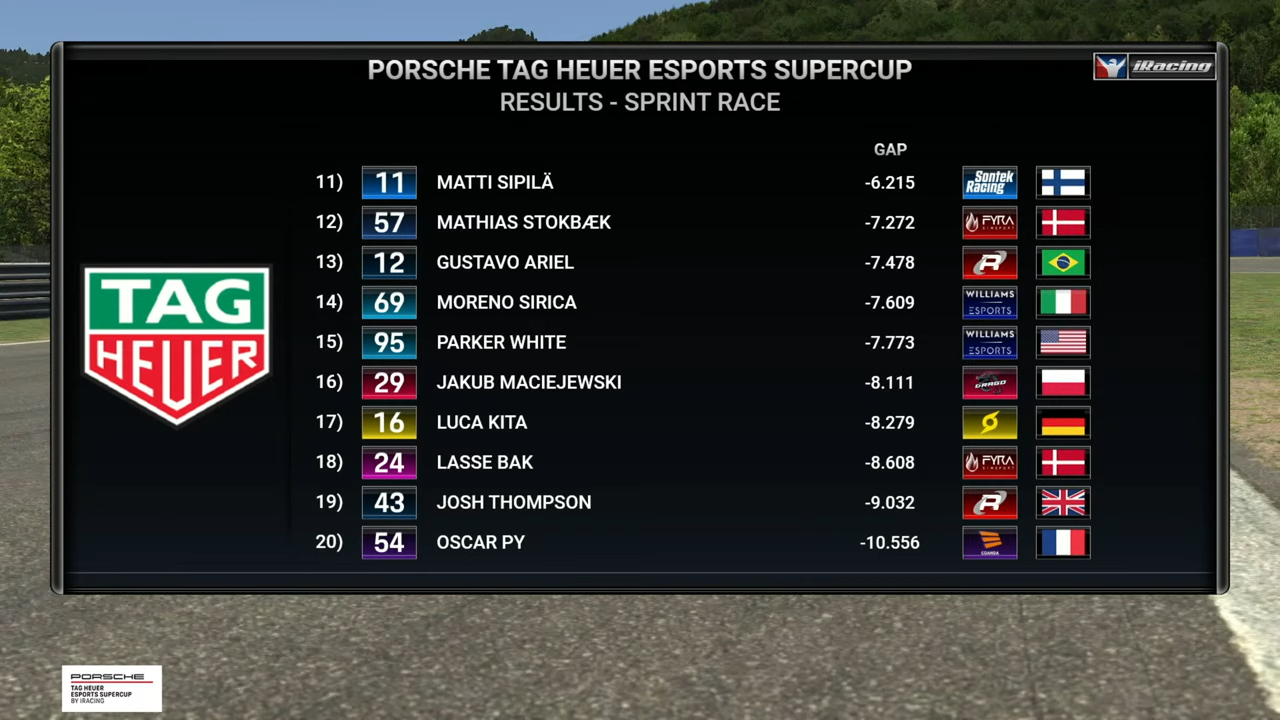 PORSCHE TAG HEUER ESPORTS SUPERCUP
iRacing
RESULTS - SPRINT RACE
GAP
11) 11 MATTI SIPILÄ -6.215 Sontek Racing
12) 57 MATHIAS STOKBÆK -7.272 FYRA SIMSPORT
13) 12 GUSTAVO ARIEL -7.478 R
14) 69 MORENO SIRICA -7.609 WILLIAMS ESPORTS
15) 95 PARKER WHITE -7.773 WILLIAMS ESPORTS
16) 29 JAKUB MACIEJEWSKI -8.111
17) 16 LUCA KITA -8.279
18) 24 LASSE BAK -8.608 FYRA SIMSPORT
19) 43 JOSH THOMPSON -9.032 R
20) 54 OSCAR PY -10.556
TAG
HEUER
PORSCHE
TAG HEUER
ESPORTS SUPERCUP
BY IRACING